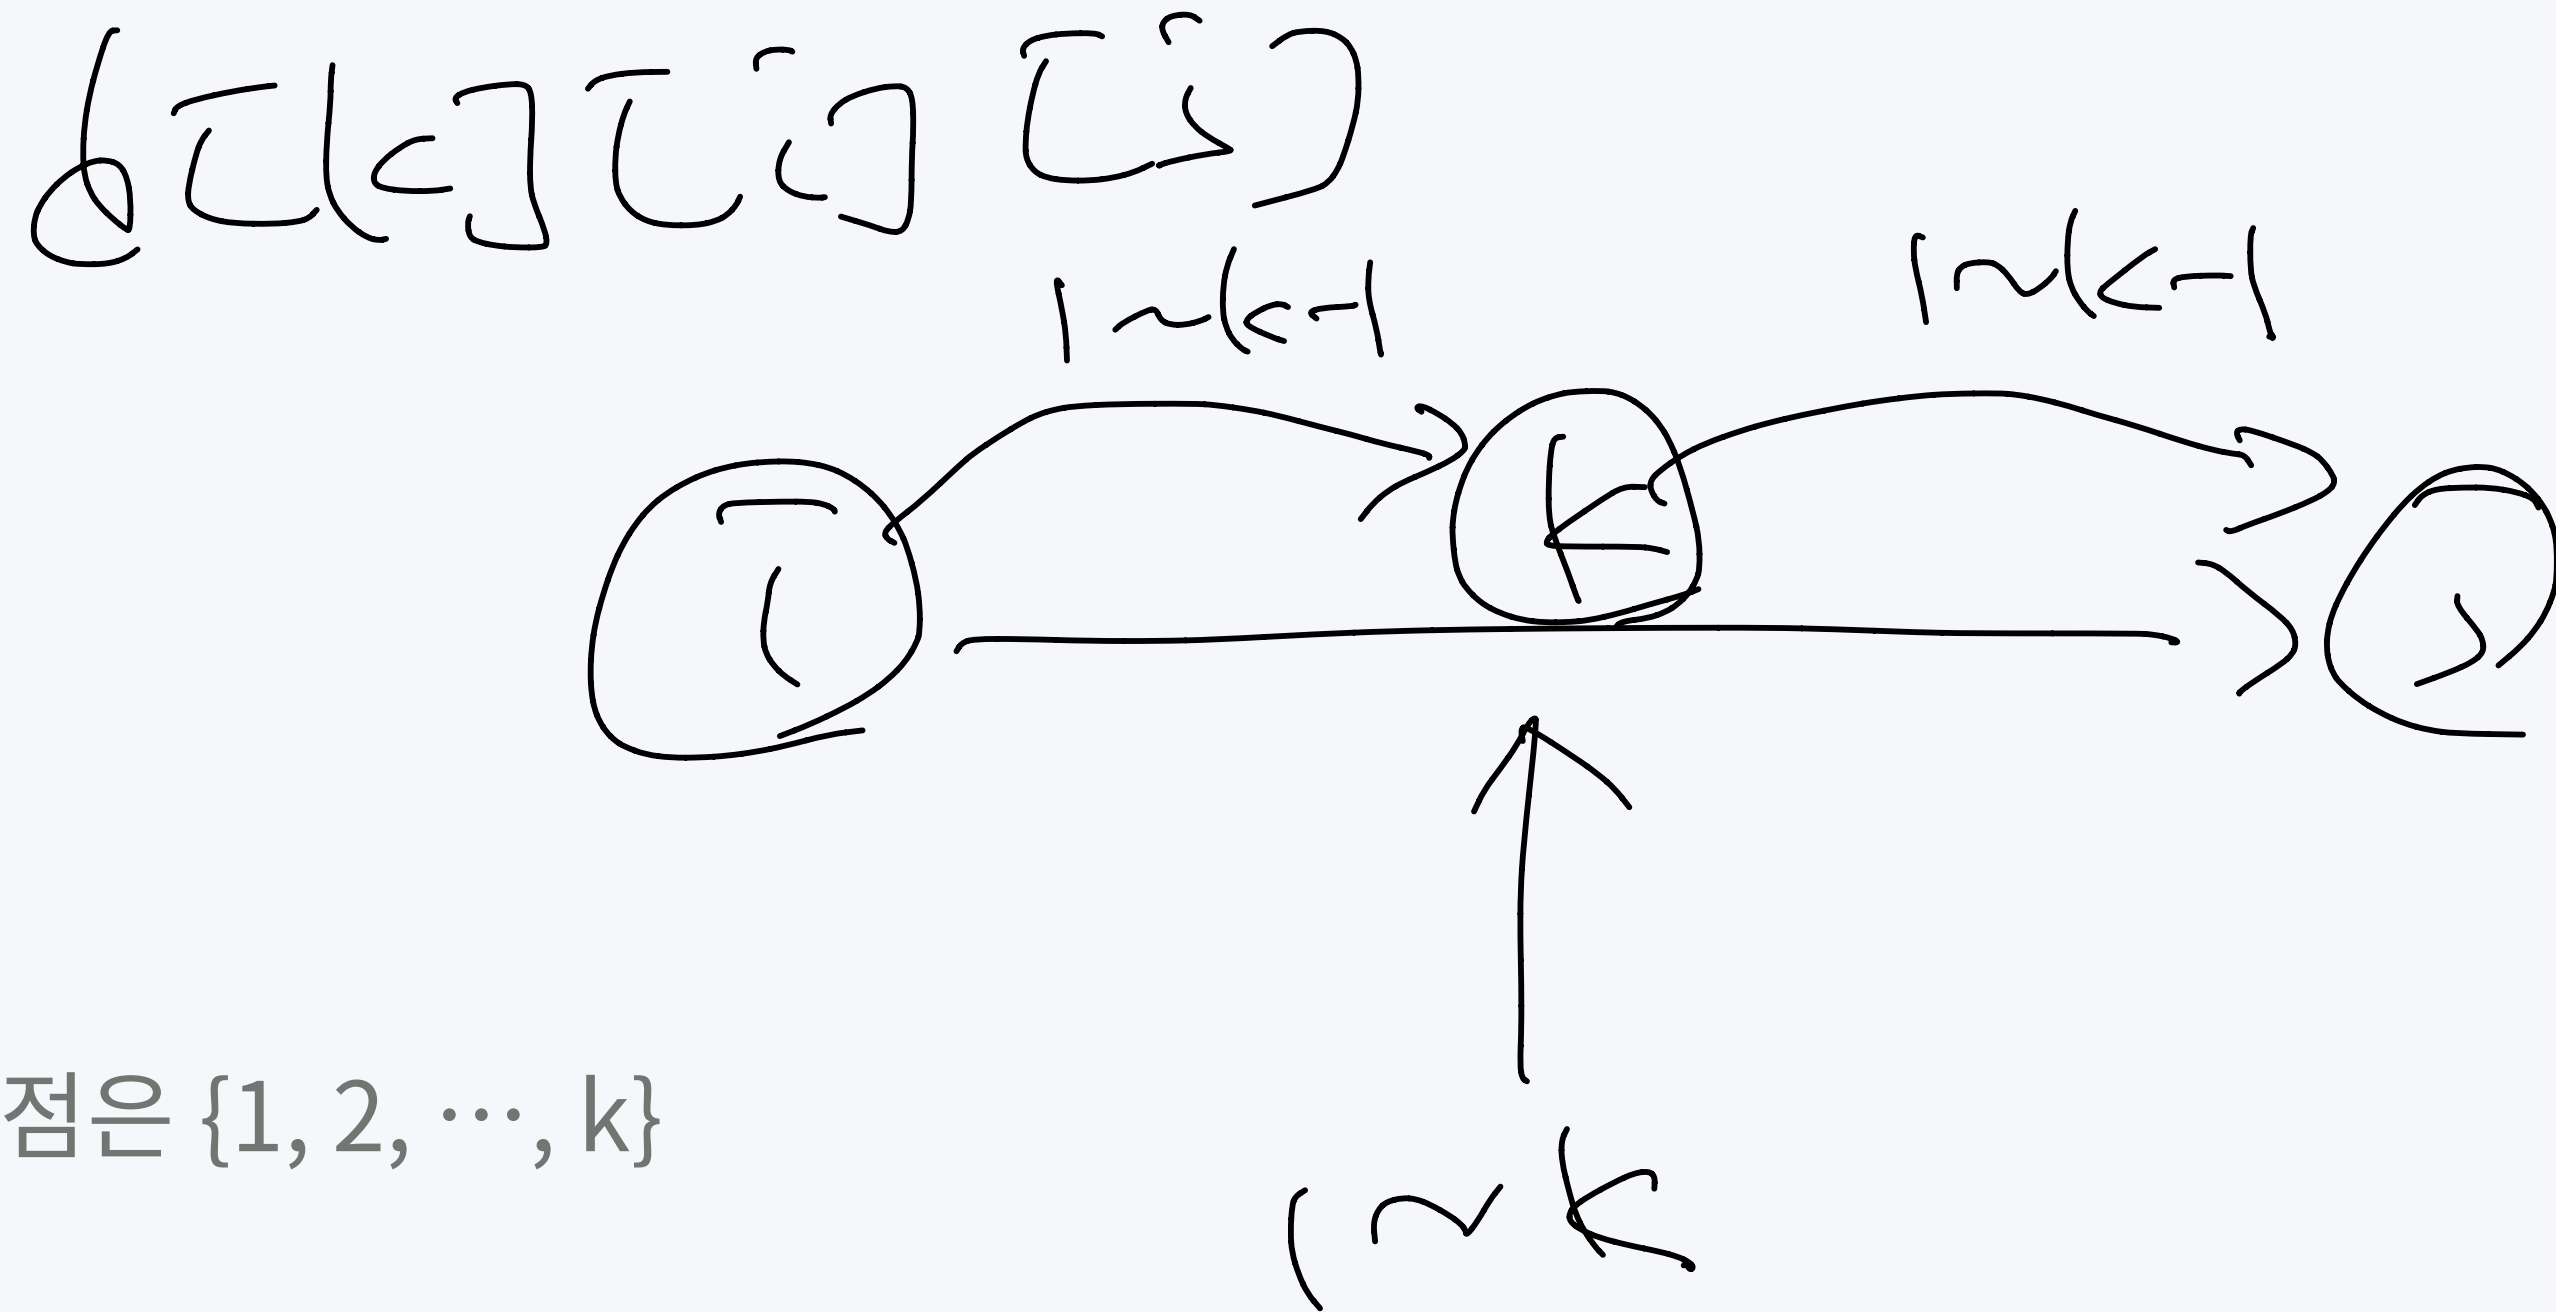 d[k][i][j]
1~k-1
1~k-1
i
k
j
점은 {1, 2, ⋯, k}
1~k